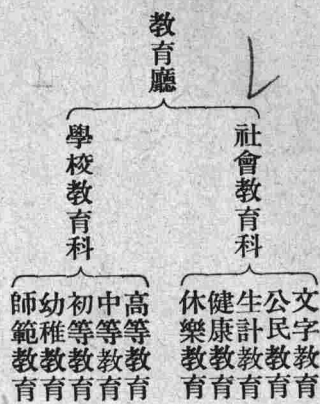 教育廳
社會教育科
文字教育
公民教育
生計教育
健康教育
休樂教育
學校教育科
高等教育
中等教育
初等教育
幼稚教育
師範教育